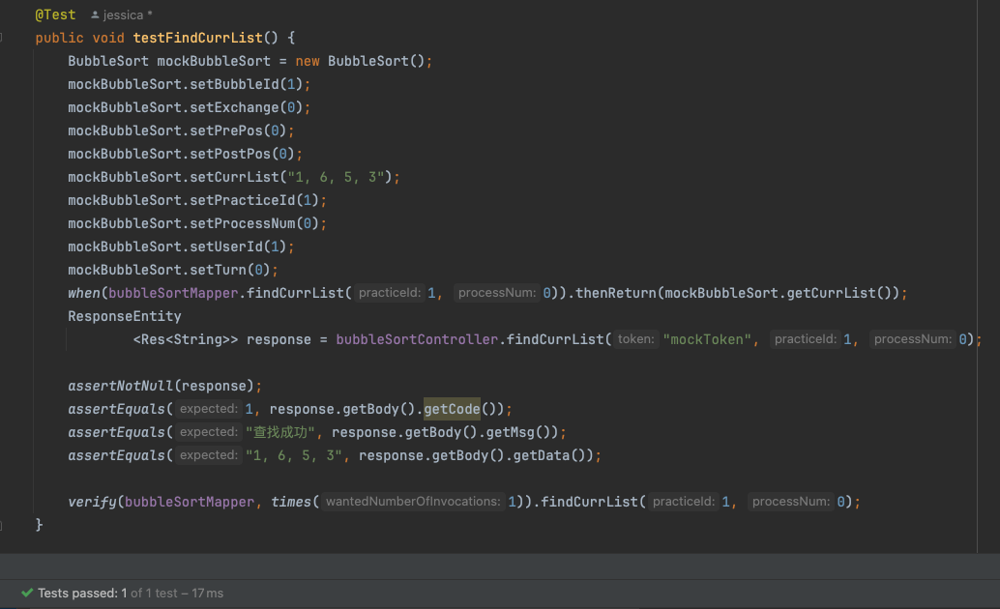 @Test jessica *
public void testFindCurrList() {
BubbleSort mockBubbleSort = new BubbleSort();
mockBubbleSort.setBubbleId(1);
mockBubbleSort.setExchange(0);
mockBubbleSort.setPrePos(0);
mockBubbleSort.setPostPos(0);
mockBubbleSort.setCurrList("1, 6, 5, 3");
mockBubbleSort.setPracticeId(1);
mockBubbleSort.setProcessNum(0);
mockBubbleSort.setUserId(1);
mockBubbleSort.setTurn(0);
when(bubbleSortMapper.findCurrList( practiceId: 1, processNum: 0)).thenReturn(mockBubbleSort.getCurrList());
ResponseEntity
<Res<String>> response = bubbleSortController.findCurrList( token: "mockToken", practiceId: 1, processNum: 0);
assertNotNull(response);
assertEquals( expected: 1, response.getBody().getCode());
assertEquals( expected: "查找成功", response.getBody().getMsg());
assertEquals( expected: "1, 6, 5, 3", response.getBody().getData());
verify(bubbleSortMapper, times( wantedNumberOfInvocations: 1)).findCurrList( practiceId: 1, processNum: 0);
}
Tests passed: 1 of 1 test – 17 ms